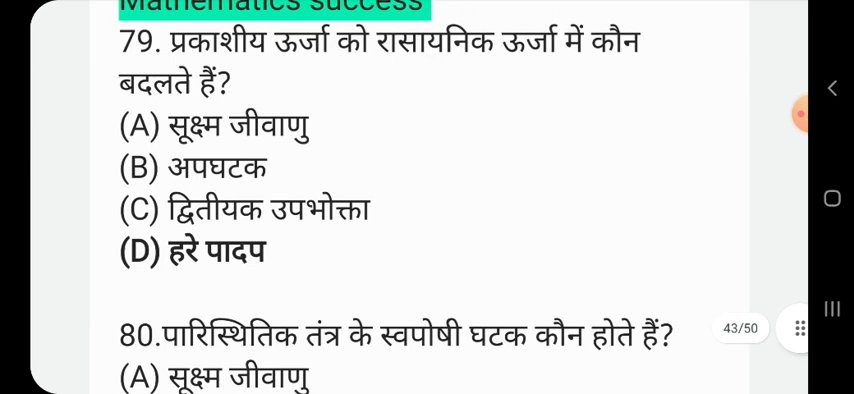 Mathematics success
79. प्रकाशीय ऊर्जा को रासायनिक ऊर्जा में कौन
बदलते हैं?
(A) सूक्ष्म जीवाणु
(B) अपघटक
(C) द्वितीयक उपभोक्ता
(D) हरे पादप
80.पारिस्थितिक तंत्र के स्वपोषी घटक कौन होते हैं?
43/50
(A) सूक्ष्म जीवाणु